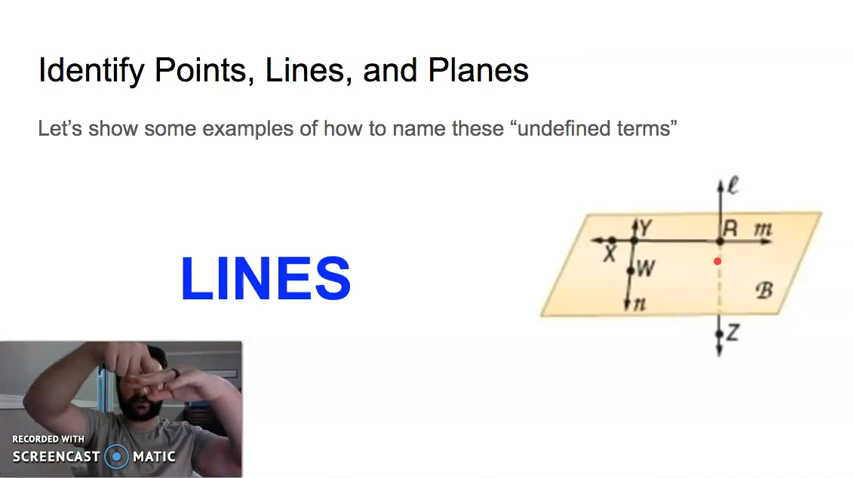 Identify Points, Lines, and Planes
Let's show some examples of how to name these “undefined terms”
LINES
ℓ
Y
R m
X
W
n
B
Z
RECORDED WITH
SCREENCAST MATIC